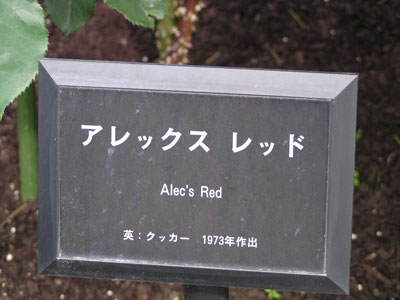 アレックス レッド
Alec's Red
英：クッカー 1973年作出